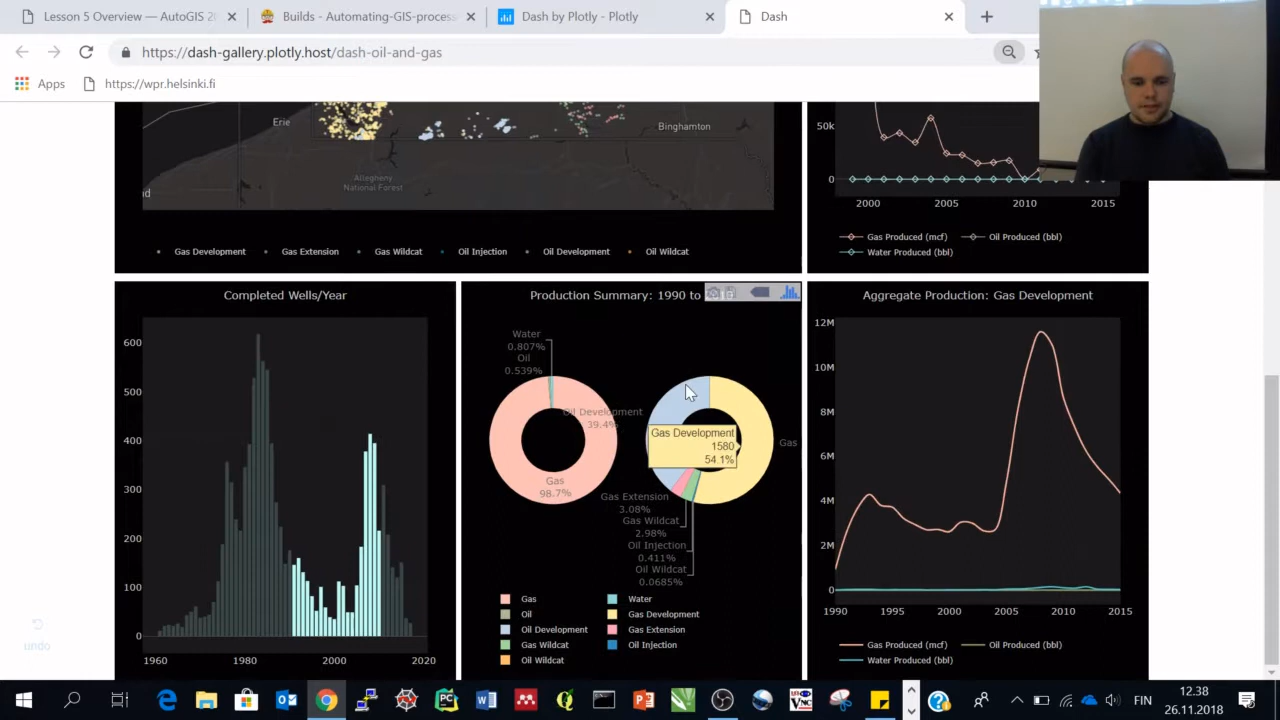 Lesson 5 Overview — AutoGIS 2
Builds - Automating-GIS-process
Dash by Plotly - Plotly
Dash
https://dash-gallery.plotly.host/dash-oil-and-gas
Apps
https://wpr.helsinki.fi
Erie
Binghamton
Allegheny
National Forest
Gas Development
Gas Extension
Gas Wildcat
Oil Injection
Oil Development
Oil Wildcat
50k
0
2000
2005
2010
2015
Gas Produced (mcf)
Oil Produced (bbl)
Water Produced (bbl)
Completed Wells/Year
600
500
400
300
200
100
0
1960
1980
2000
2020
Production Summary: 1990 to
Water
0.807%
Oil
0.539%
Gas
98.7%
Oil Development
39.4%
Gas Development
1580
54.1%
Gas
Gas Extension
3.08%
Gas Wildcat
2.98%
Oil Injection
0.411%
Oil Wildcat
0.0685%
Gas
Water
Oil
Gas Development
Oil Development
Gas Extension
Gas Wildcat
Oil Injection
Oil Wildcat
Aggregate Production: Gas Development
12M
10M
8M
6M
4M
2M
0
1990
1995
2000
2005
2010
2015
Gas Produced (mcf)
Oil Produced (bbl)
Water Produced (bbl)
undo
FIN
12.38
26.11.2018